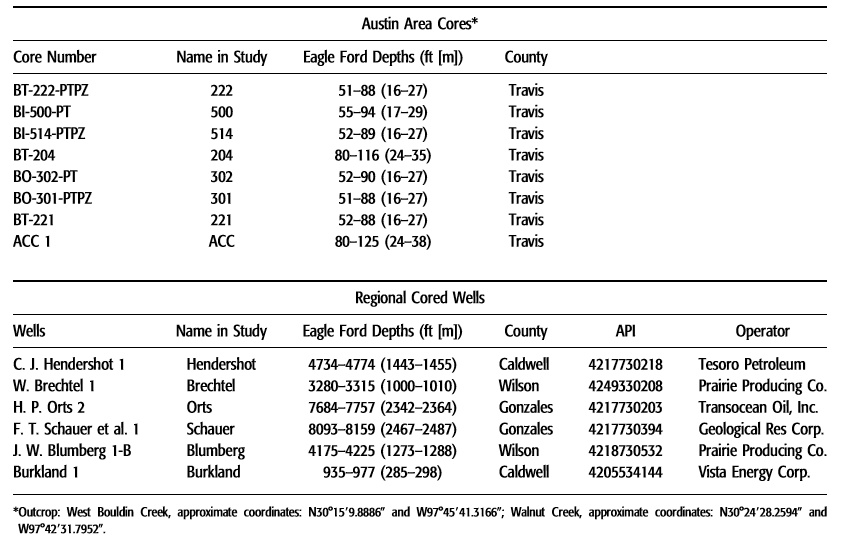 Austin Area Cores*
Core Number Name in Study Eagle Ford Depths (ft [m]) County
BT-222-PTPZ 222 51–88 (16–27) Travis
BI-500-PT 500 55–94 (17–29) Travis
BI-514-PTPZ 514 52–89 (16–27) Travis
BT-204 204 80–116 (24–35) Travis
BO-302-PT 302 52–90 (16–27) Travis
BO-301-PTPZ 301 51–88 (16–27) Travis
BT-221 221 52–88 (16–27) Travis
ACC 1 ACC 80–125 (24–38) Travis
Regional Cored Wells
Wells Name in Study Eagle Ford Depths (ft [m]) County API Operator
C. J. Hendershot 1 Hendershot 4734–4774 (1443–1455) Caldwell 4217730218 Tesoro Petroleum
W. Brechtel 1 Brechtel 3280–3315 (1000–1010) Wilson 4249330208 Prairie Producing Co.
H. P. Orts 2 Orts 7684–7757 (2342–2364) Gonzales 4217730203 Transocean Oil, Inc.
F. T. Schauer et al. 1 Schauer 8093–8159 (2467–2487) Gonzales 4217730394 Geological Res Corp.
J. W. Blumberg 1-B Blumberg 4175–4225 (1273–1288) Wilson 4218730532 Prairie Producing Co.
Burkland 1 Burkland 935–977 (285–298) Caldwell 4205534144 Vista Energy Corp.
*Outcrop: West Bouldin Creek, approximate coordinates: N30°15′9.8886″ and W97°45′41.3166″; Walnut Creek, approximate coordinates: N30°24′28.2594″ and
W97°42′31.7952″.